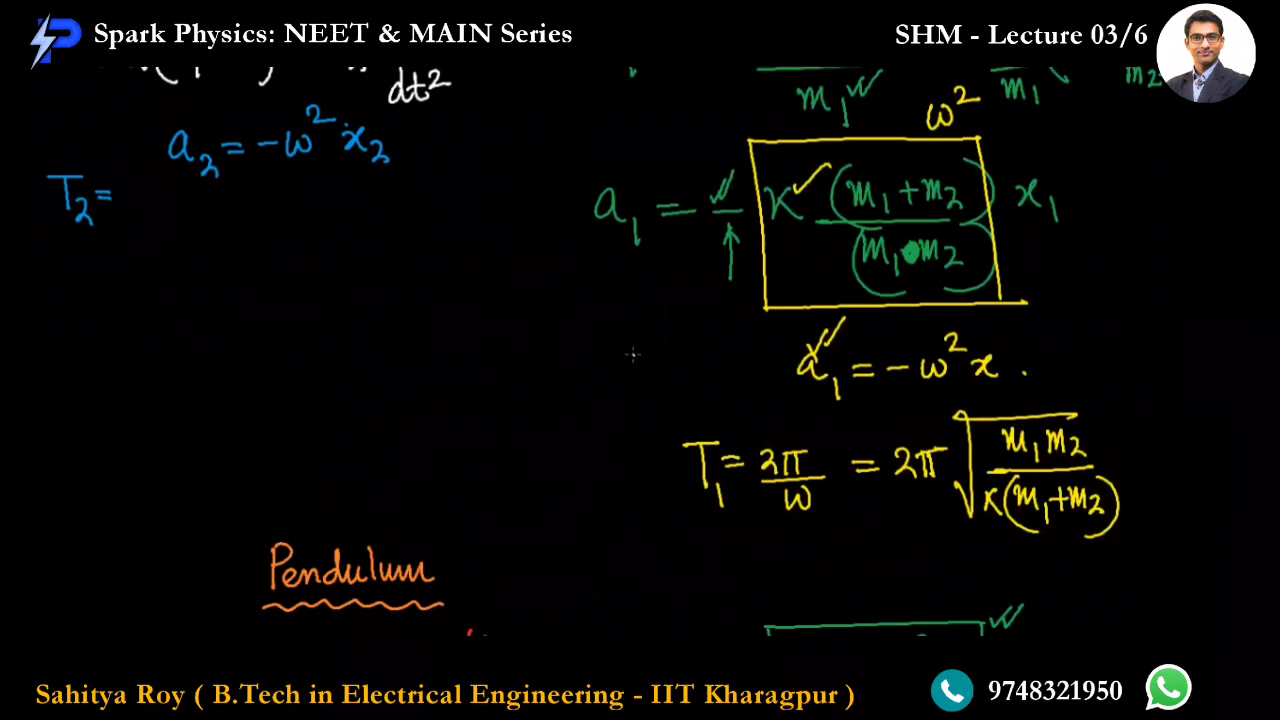 Spark Physics: NEET & MAIN Series
SHM - Lecture 03/6
dt²
m₁
m₁
m₂
a₂ = -ω² x₂
T₂ =
ω²
a₁ = - K (m₁+m₂) x₁
(m₁·m₂)
a₁ = -ω² x .
T₁ = 2π/ω = 2π √(m₁m₂ / K(m₁+m₂))
Pendulum
Sahitya Roy ( B.Tech in Electrical Engineering - IIT Kharagpur )
9748321950